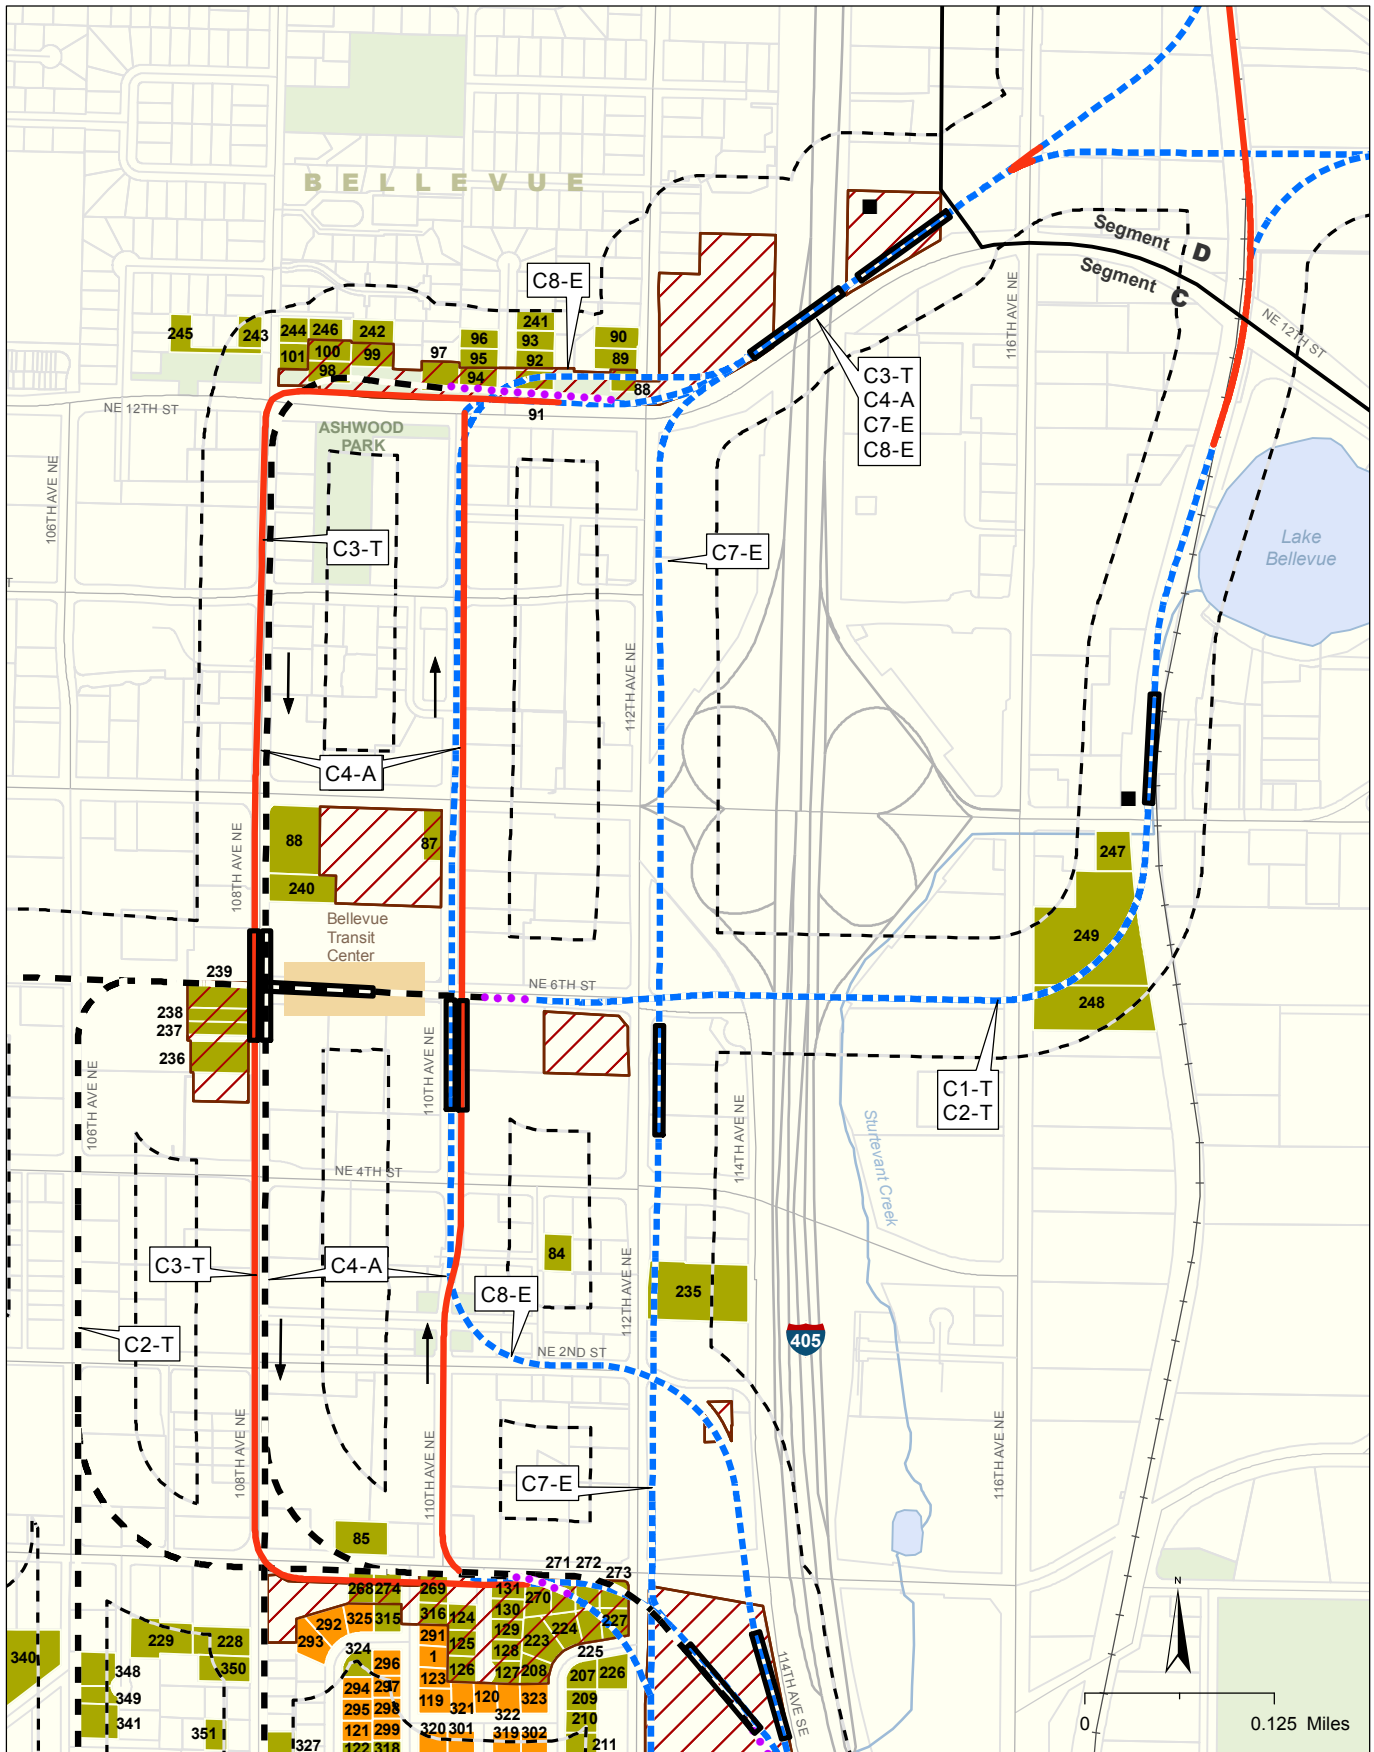 BELLEVUE
Segment D
Segment C
C8-E
NE 12TH ST
116TH AVE NE
245
243
244
246
242
241
96
93
90
101
100
99
97
95
92
89
98
94
88
91
C3-T
C4-A
C7-E
C8-E
NE 12TH ST
ASHWOOD
PARK
106TH AVE NE
C3-T
C7-E
Lake
Bellevue
T
112TH AVE NE
C4-A
88
87
240
108TH AVE NE
247
249
248
Bellevue
Transit
Center
239
238
237
236
NE 6TH ST
110TH AVE NE
106TH AVE NE
C1-T
C2-T
114TH AVE NE
Sturtevant Creek
NE 4TH ST
C3-T
C4-A
84
C8-E
112TH AVE NE
235
405
C2-T
NE 2ND ST
108TH AVE NE
110TH AVE NE
C7-E
116TH AVE NE
85
271 272
273
268 274
269
131
270
292
325
315
316
124
130
227
293
291
125
129
223
224
324
296
1
126
128
225
229
228
350
340
348
349
341
351
294
297
123
127
208
207
226
295
298
119
321
120
322
323
209
210
121
299
320
301
319
302
211
327
122
318
114TH AVE SE
N
0
0.125 Miles